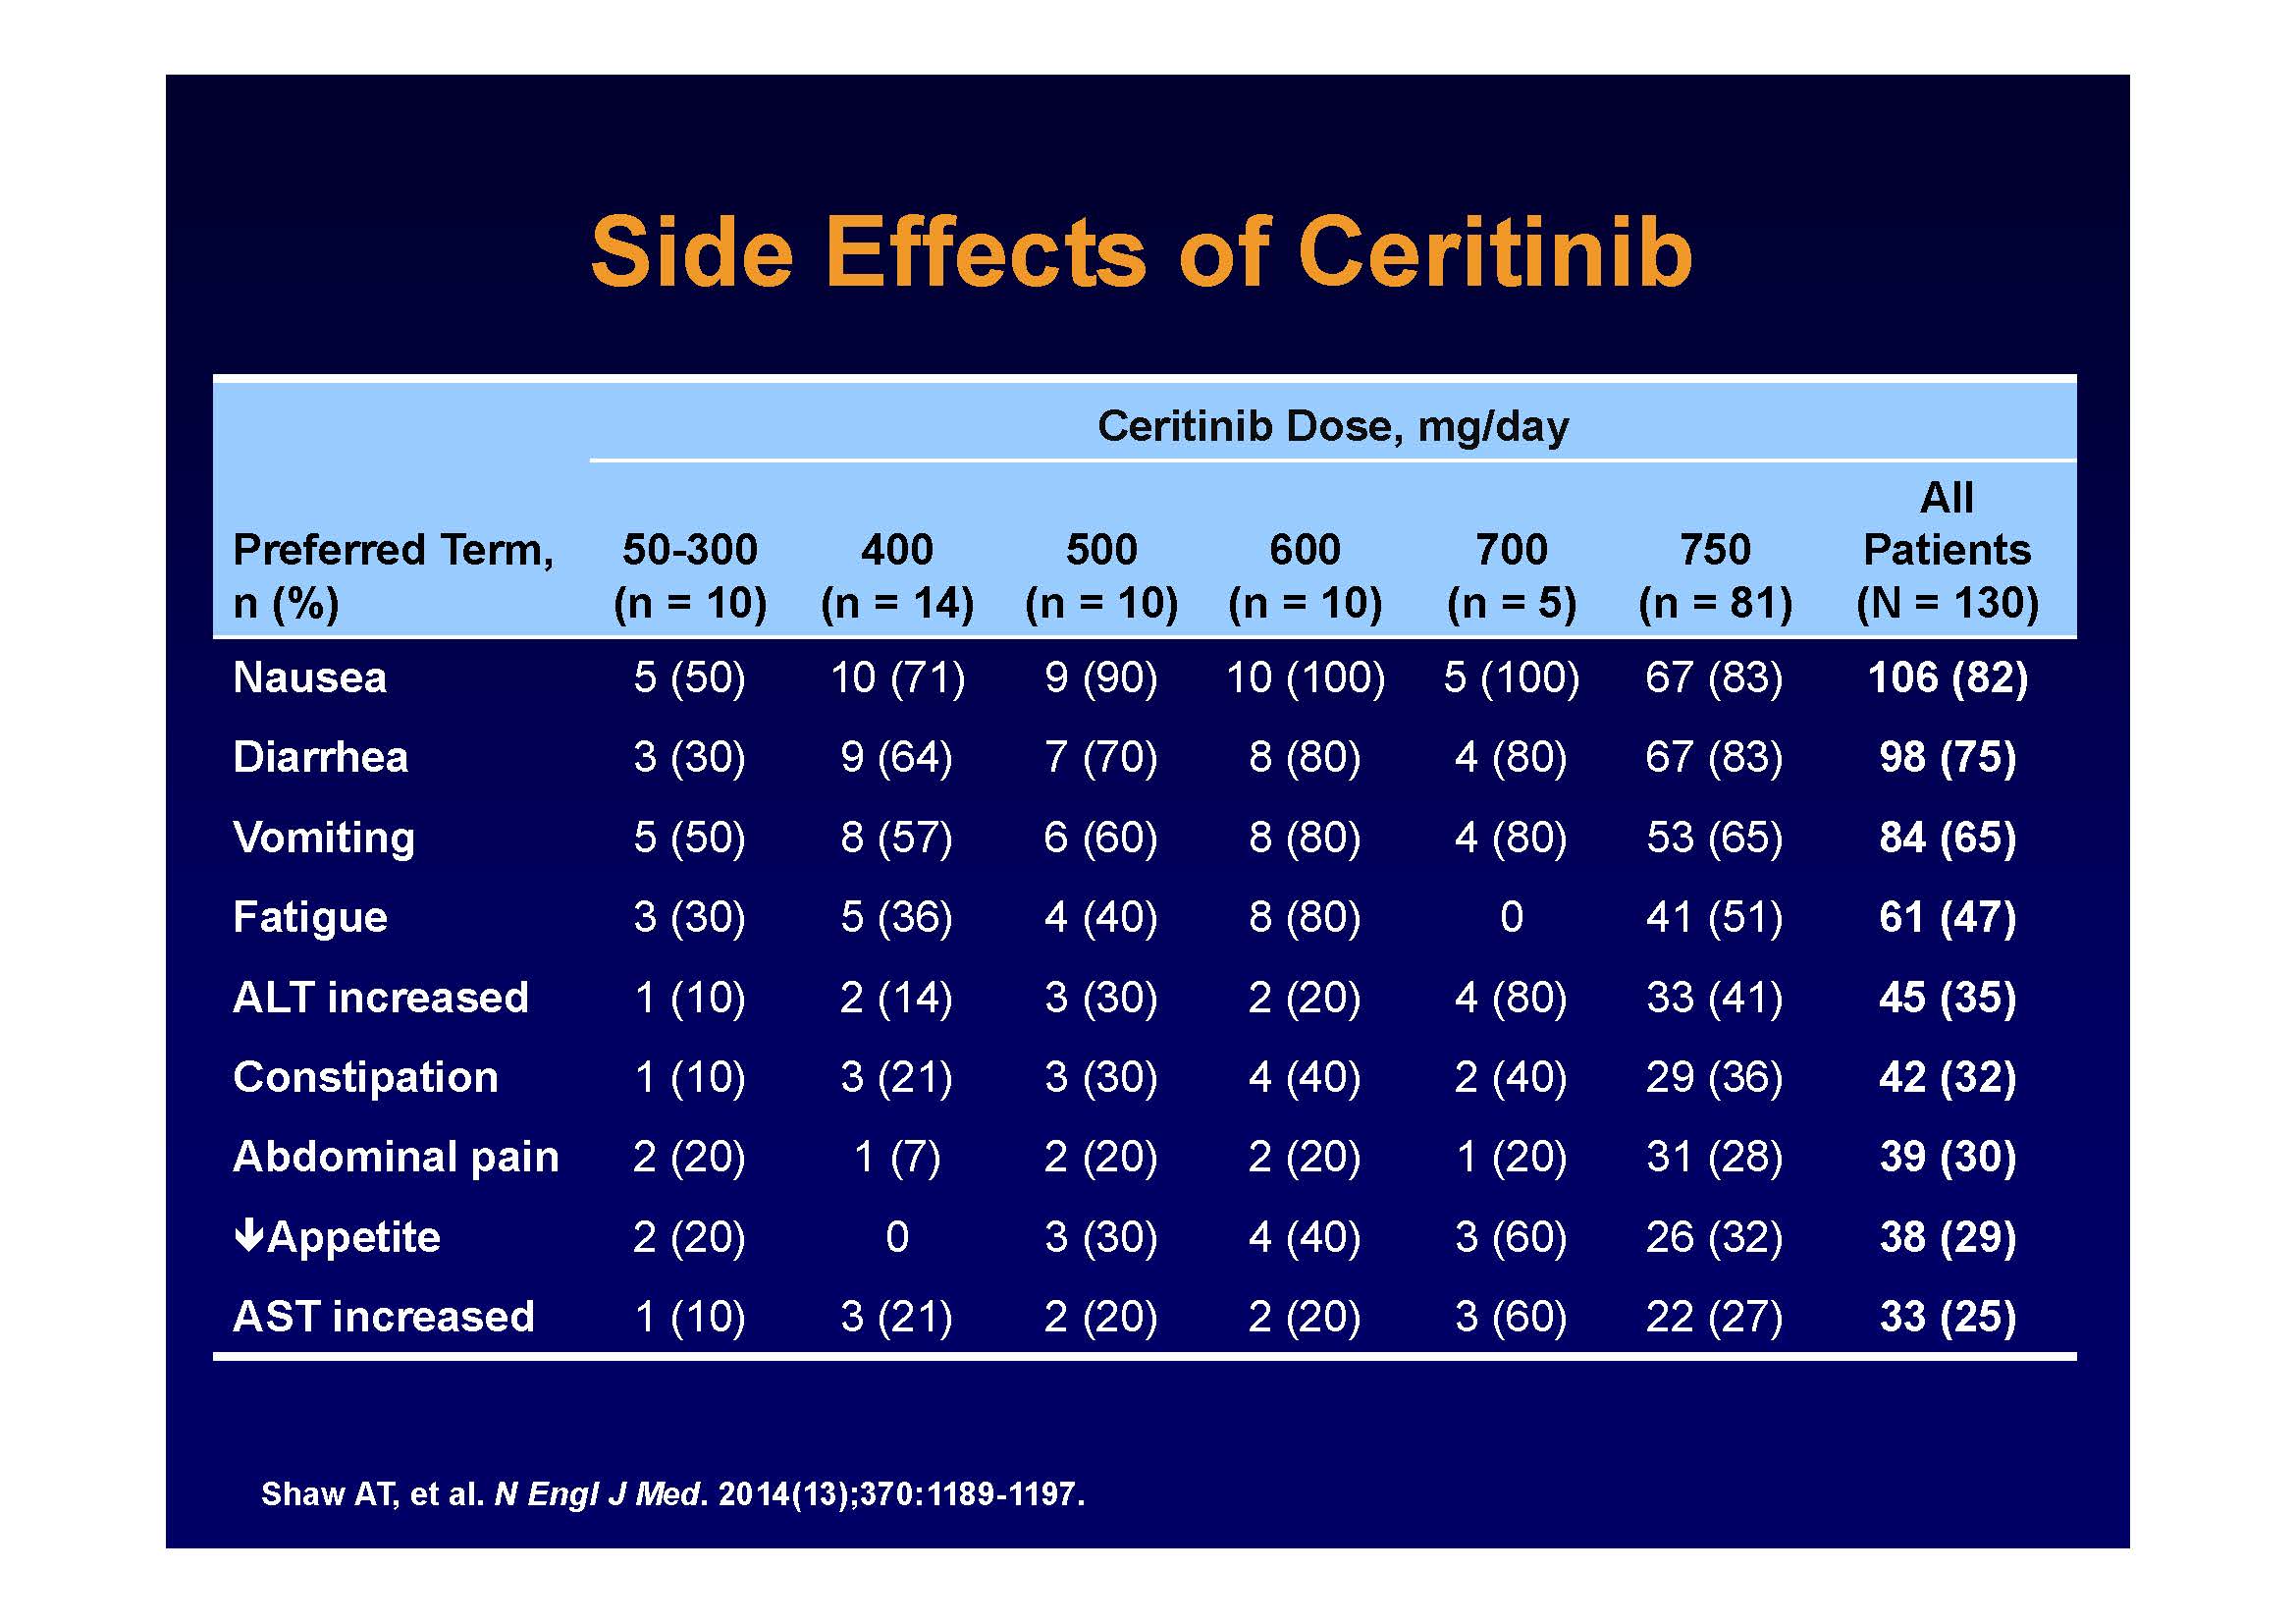 Side Effects of Ceritinib
Ceritinib Dose, mg/day
Preferred Term, n (%) 50-300 (n = 10) 400 (n = 14) 500 (n = 10) 600 (n = 10) 700 (n = 5) 750 (n = 81) All Patients (N = 130)
Nausea 5 (50) 10 (71) 9 (90) 10 (100) 5 (100) 67 (83) 106 (82)
Diarrhea 3 (30) 9 (64) 7 (70) 8 (80) 4 (80) 67 (83) 98 (75)
Vomiting 5 (50) 8 (57) 6 (60) 8 (80) 4 (80) 53 (65) 84 (65)
Fatigue 3 (30) 5 (36) 4 (40) 8 (80) 0 41 (51) 61 (47)
ALT increased 1 (10) 2 (14) 3 (30) 2 (20) 4 (80) 33 (41) 45 (35)
Constipation 1 (10) 3 (21) 3 (30) 4 (40) 2 (40) 29 (36) 42 (32)
Abdominal pain 2 (20) 1 (7) 2 (20) 2 (20) 1 (20) 31 (28) 39 (30)
🡻Appetite 2 (20) 0 3 (30) 4 (40) 3 (60) 26 (32) 38 (29)
AST increased 1 (10) 3 (21) 2 (20) 2 (20) 3 (60) 22 (27) 33 (25)
Shaw AT, et al. N Engl J Med. 2014(13);370:1189-1197.